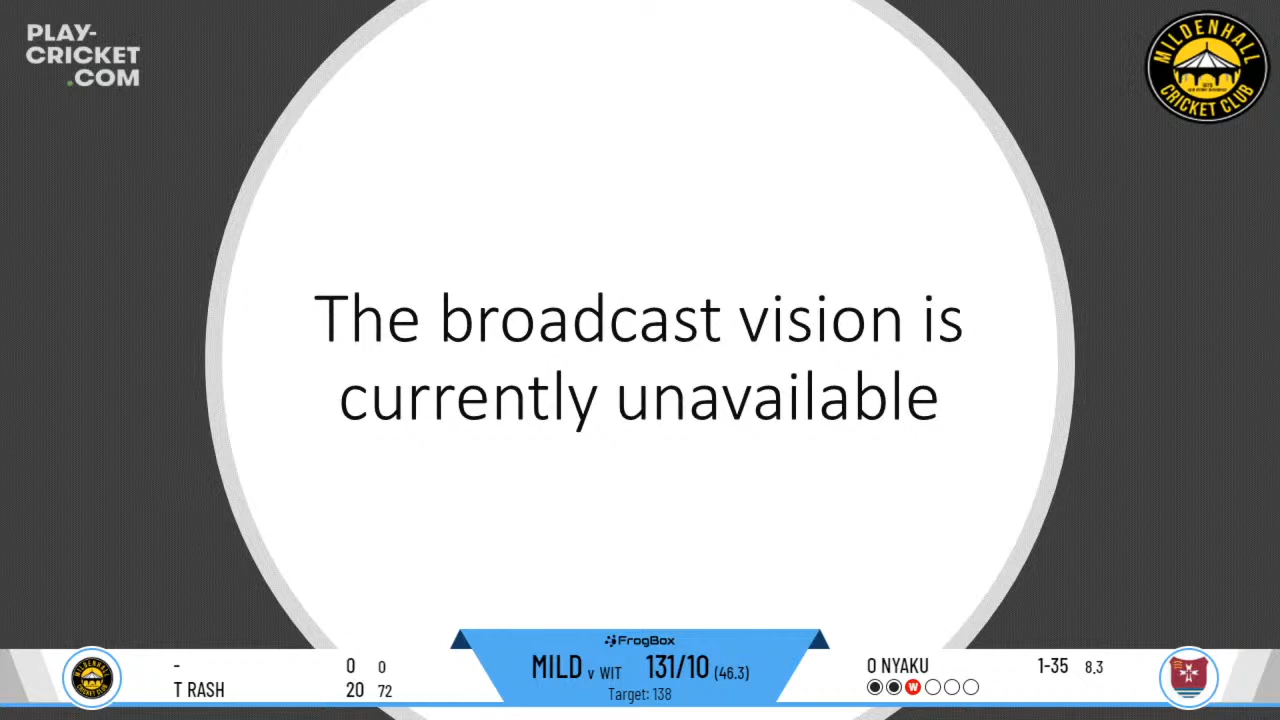 PLAY-
CRICKET
.COM
MILDENHALL
CRICKET CLUB
The broadcast vision is
currently unavailable
- 0 0
T RASH 20 72
FrogBox
MILD v WIT 131/10 (46.3)
Target: 138
O NYAKU 1-35 8.3
W